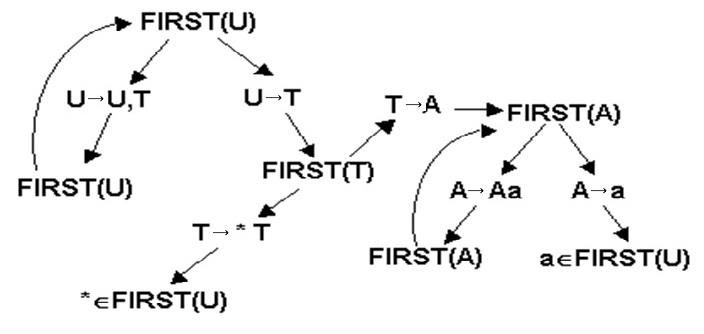 FIRST(U)
U→U,T
U→T
T→A
FIRST(A)
FIRST(U)
FIRST(T)
A→Aa
A→a
T→* T
FIRST(A)
a∈FIRST(U)
*∈FIRST(U)